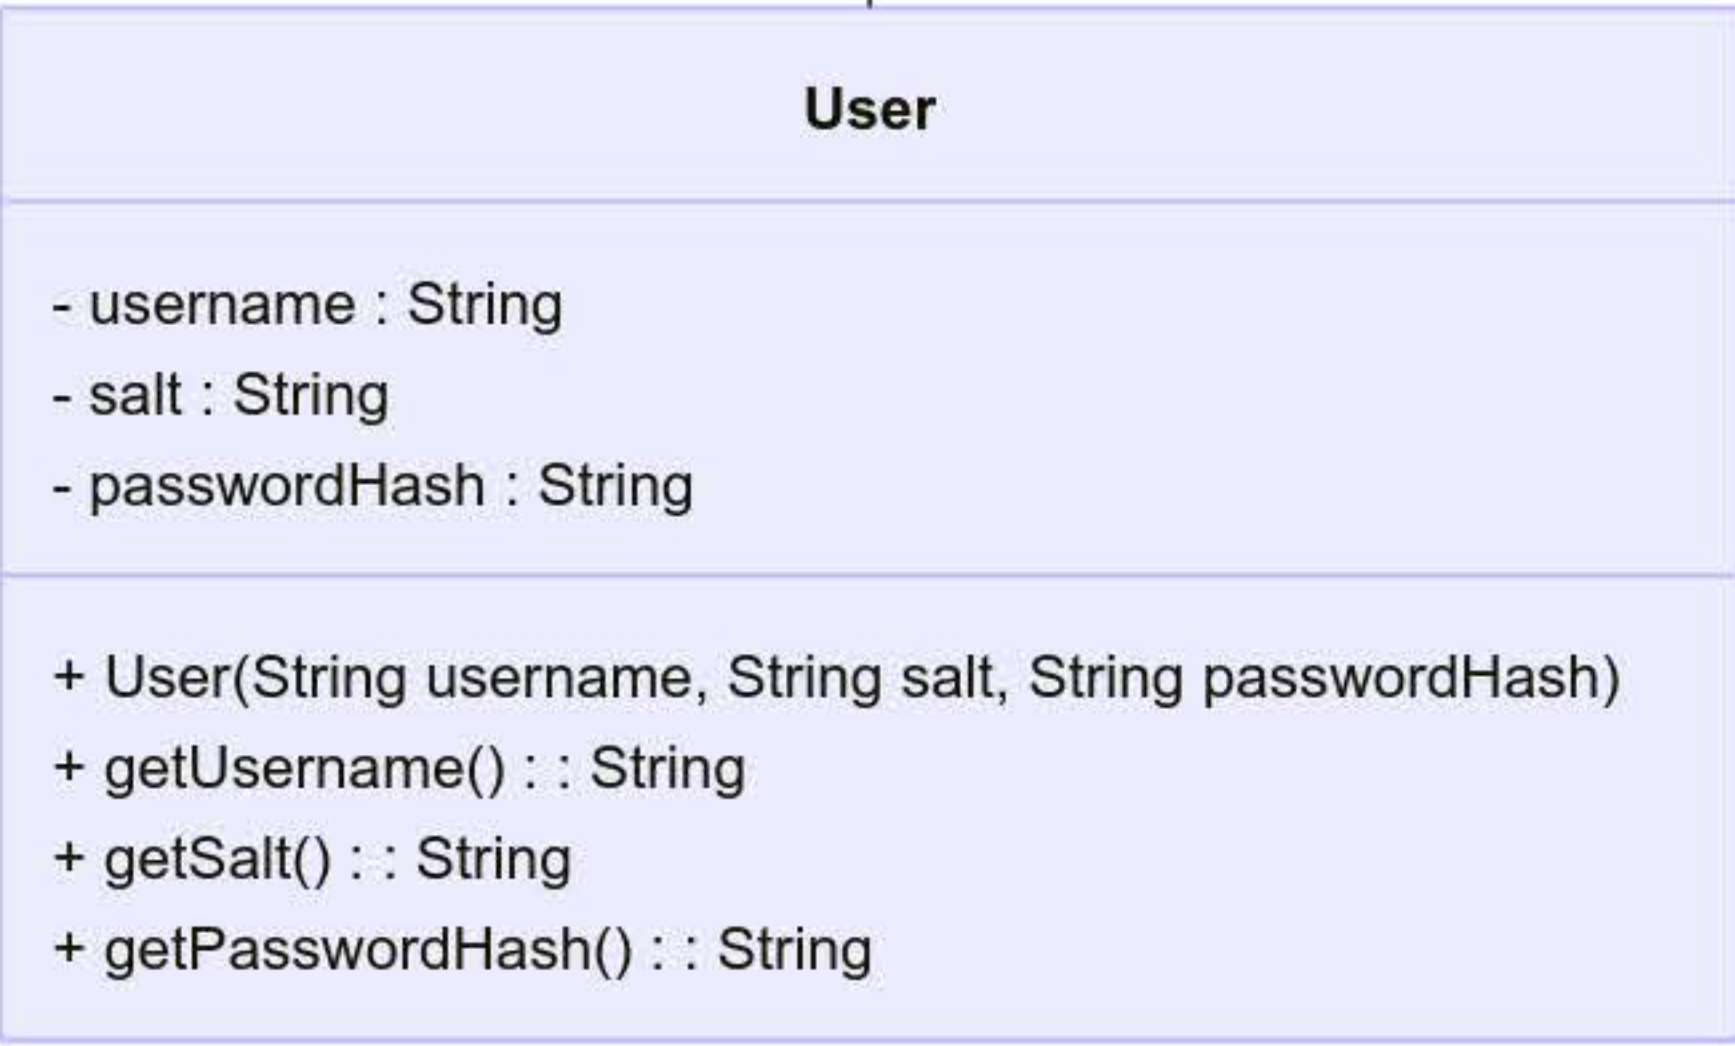 User
- username : String
- salt : String
- passwordHash : String
+ User(String username, String salt, String passwordHash)
+ getUsername() : : String
+ getSalt() : : String
+ getPasswordHash() : : String